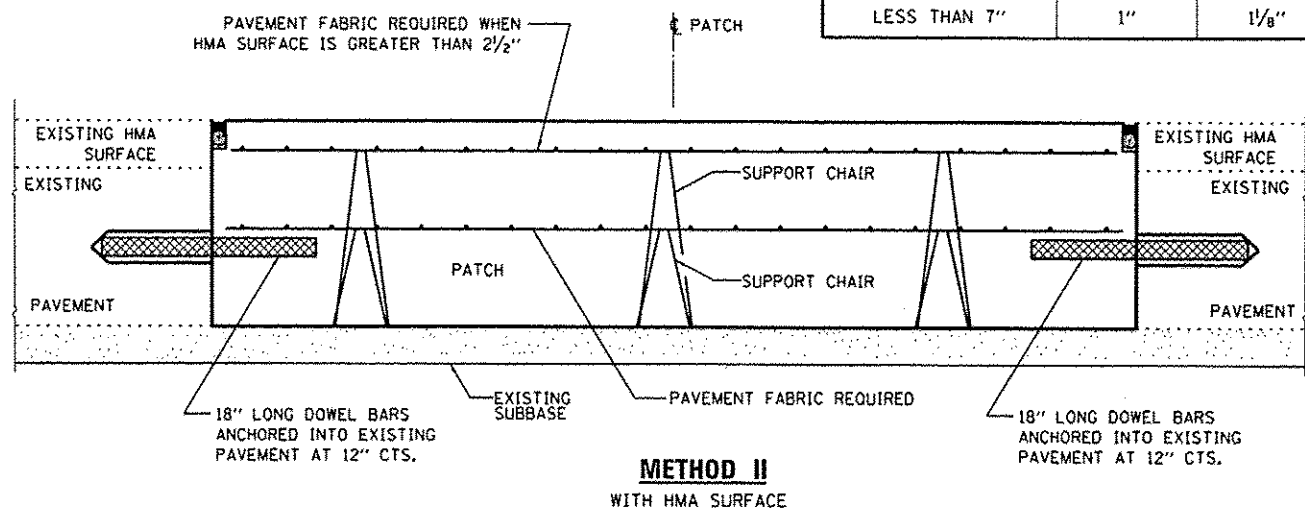 PAVEMENT FABRIC REQUIRED WHEN
HMA SURFACE IS GREATER THAN 2½"
℄ PATCH
LESS THAN 7" 1" 1⅛"
EXISTING HMA
SURFACE
EXISTING HMA
SURFACE
EXISTING
SUPPORT CHAIR
EXISTING
PATCH
SUPPORT CHAIR
PAVEMENT
PAVEMENT
18" LONG DOWEL BARS
ANCHORED INTO EXISTING
PAVEMENT AT 12" CTS.
EXISTING
SUBBASE
PAVEMENT FABRIC REQUIRED
18" LONG DOWEL BARS
ANCHORED INTO EXISTING
PAVEMENT AT 12" CTS.
METHOD II
WITH HMA SURFACE